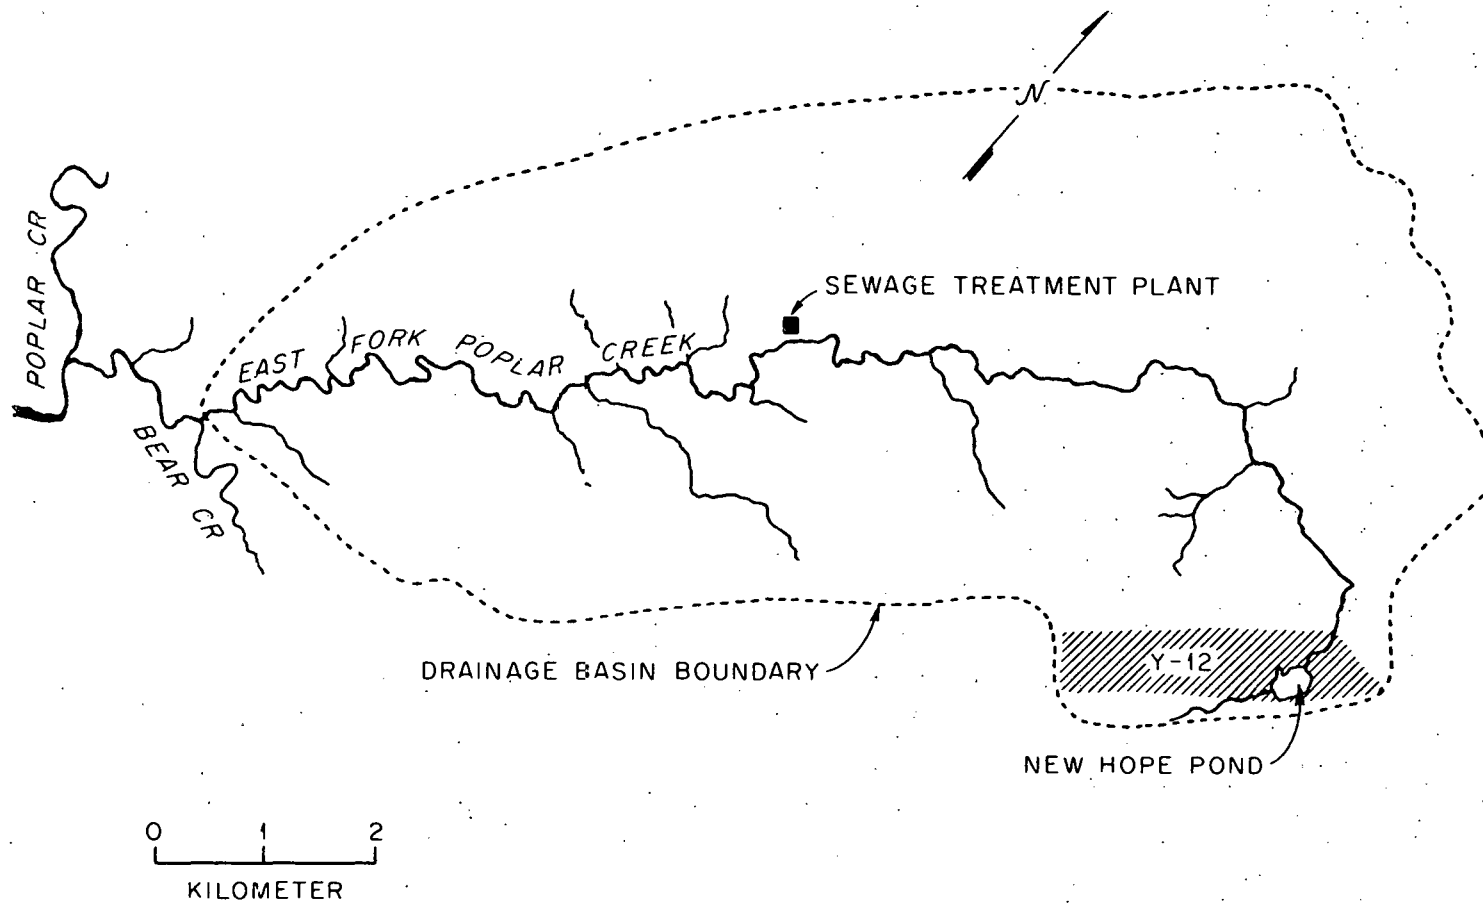 N
SEWAGE TREATMENT PLANT
POPLAR CR
EAST FORK POPLAR CREEK
BEAR CR
DRAINAGE BASIN BOUNDARY
Y-12
NEW HOPE POND
0 1 2
KILOMETER